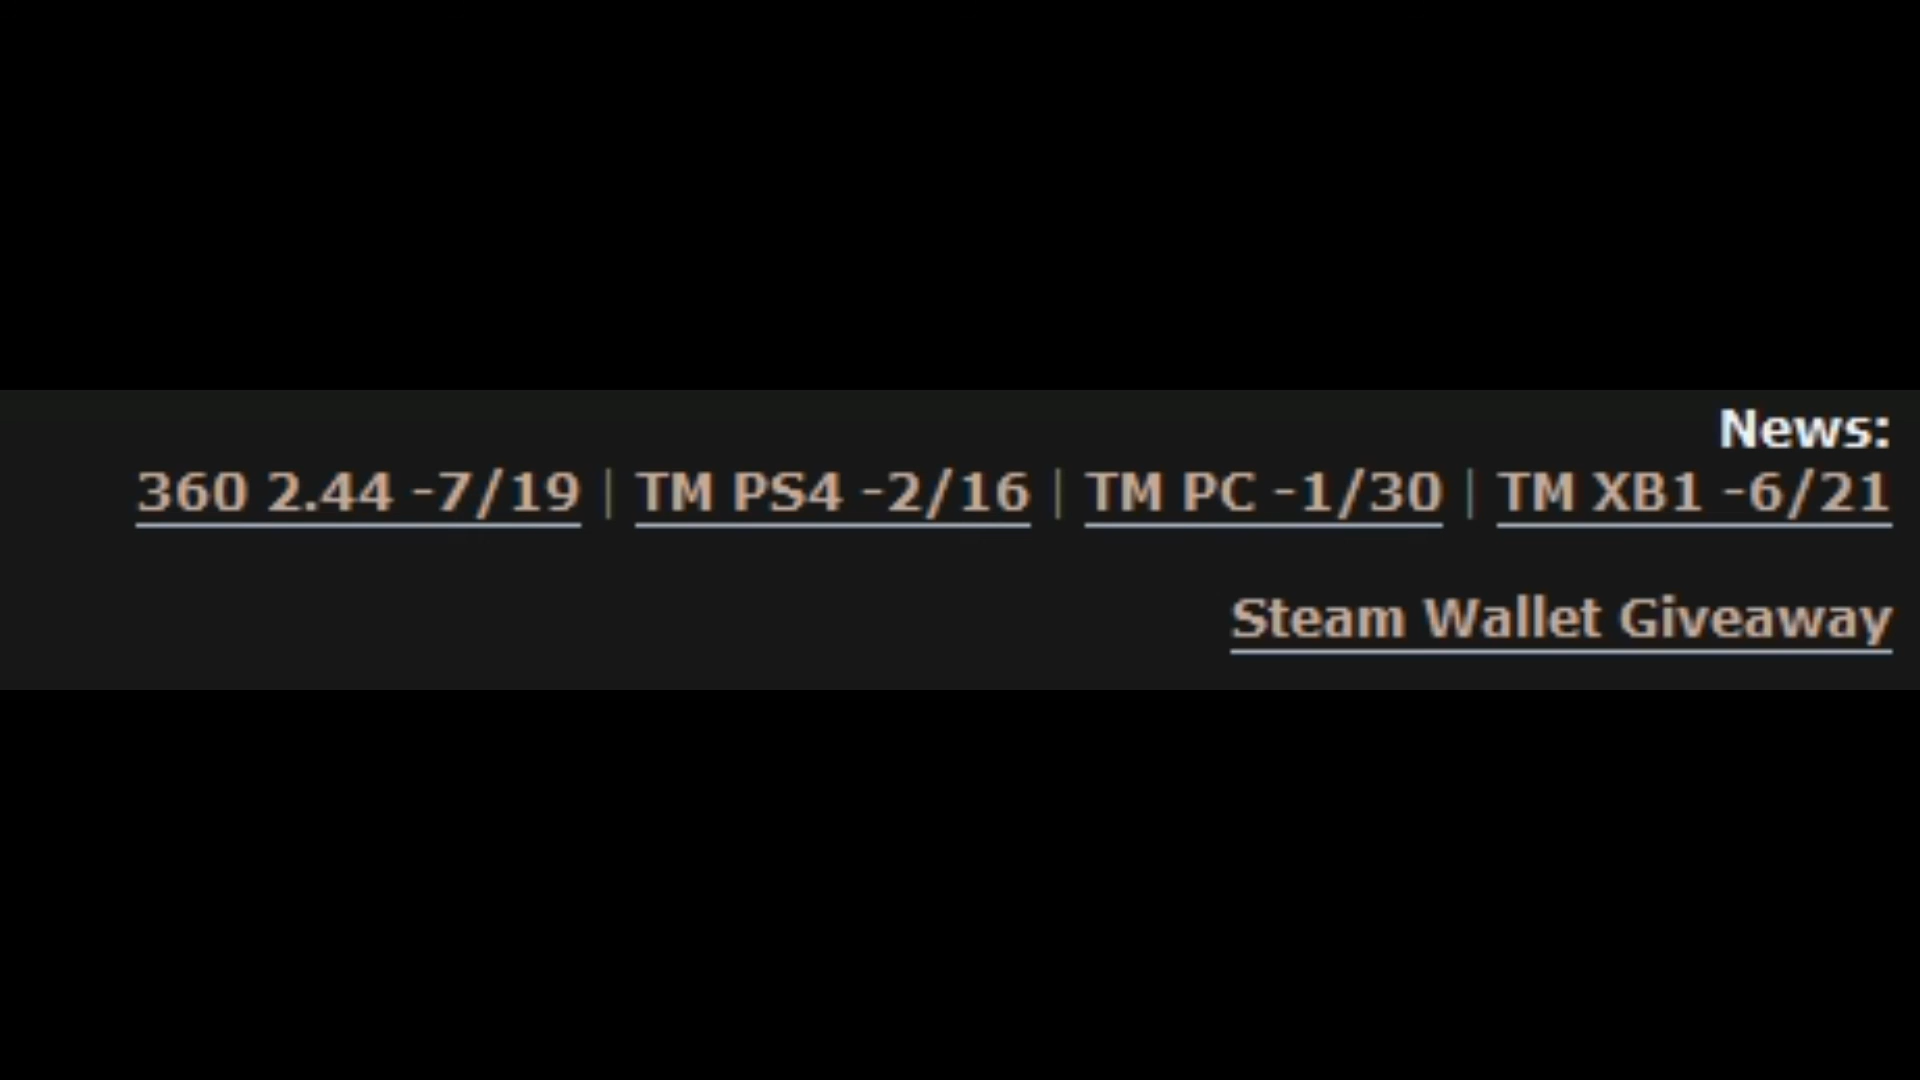 News:
360 2.44 -7/19 | TM PS4 -2/16 | TM PC -1/30 | TM XB1 -6/21
Steam Wallet Giveaway